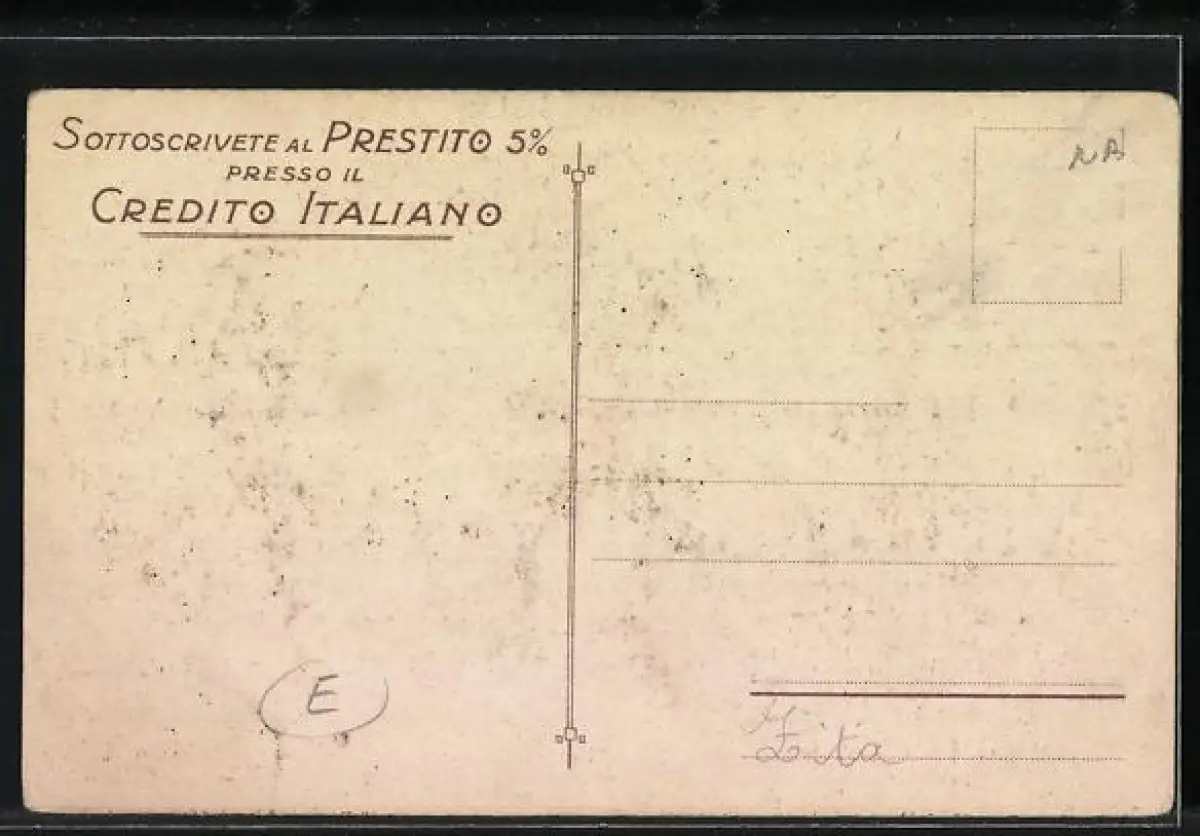 SOTTOSCRIVETE AL PRESTITO 5%
PRESSO IL
CREDITO ITALIANO
E